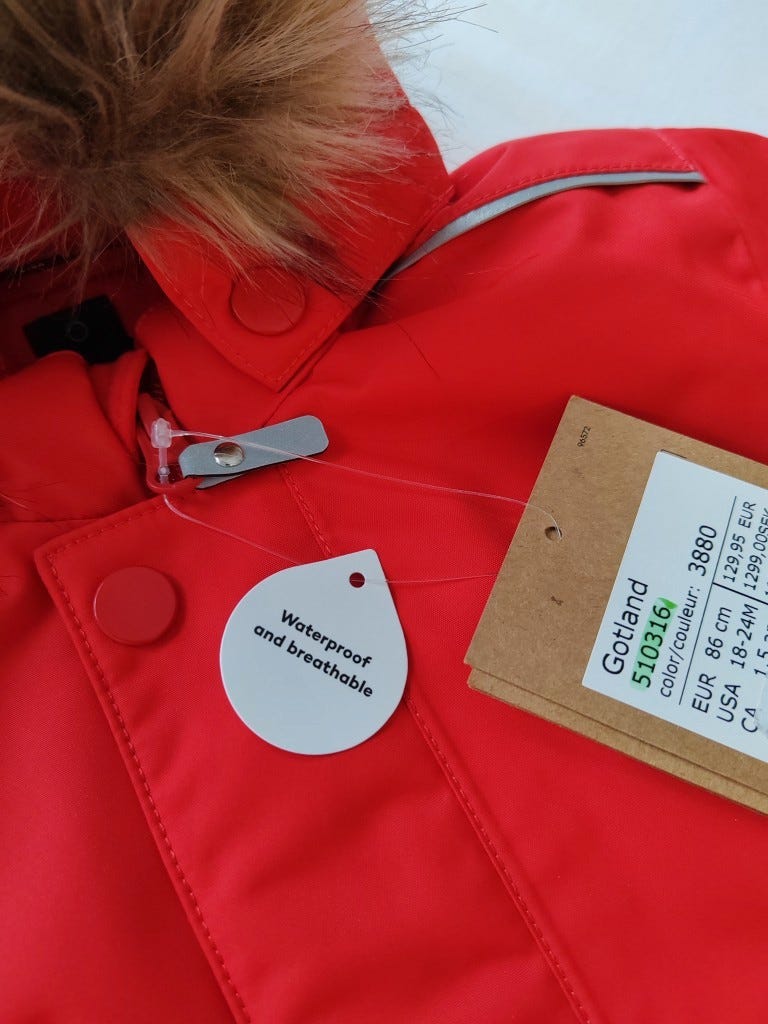 Waterproof
and breathable
96572
Gotland
510316
color/couleur: 3880
EUR 86 cm 129,95 EUR
USA 18-24M 1299,00SEK
CA